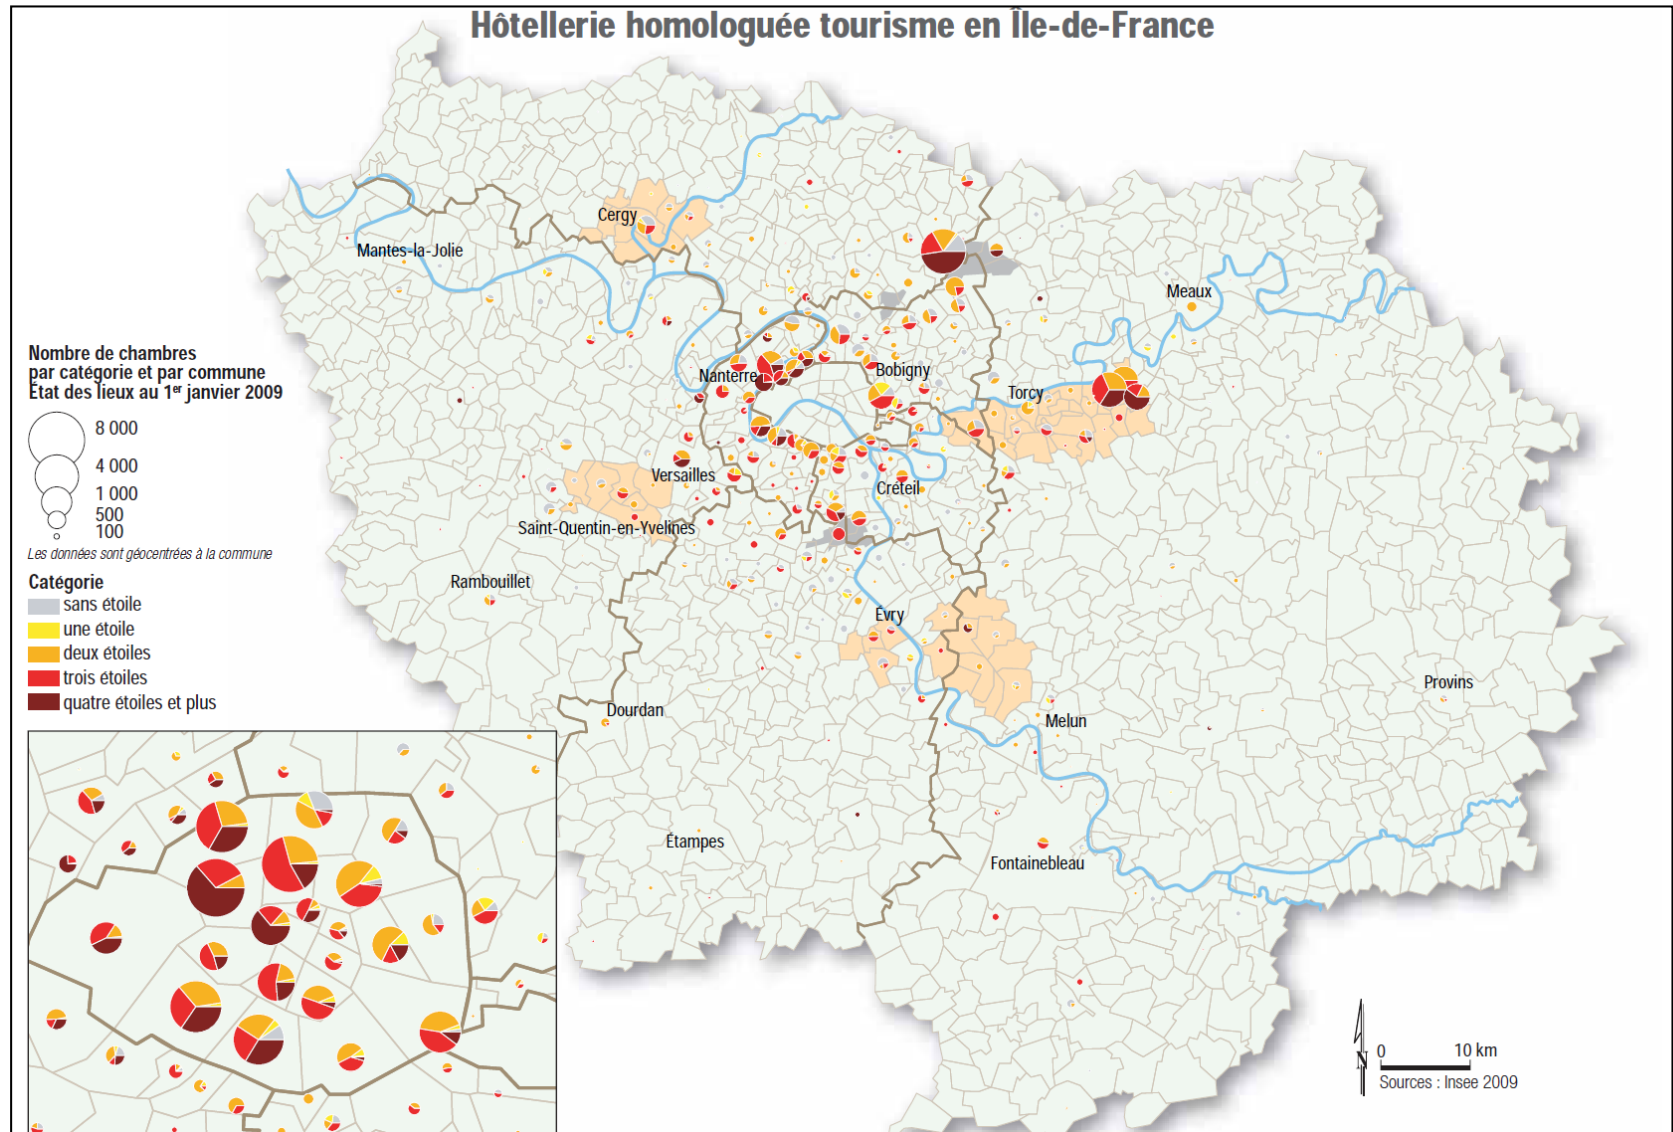 Hôtellerie homologuée tourisme en Île-de-France
Cergy
Mantes-la-Jolie
Meaux
Nanterre
Bobigny
Torcy
Versailles
Créteil
Saint-Quentin-en-Yvelines
Rambouillet
Évry
Dourdan
Melun
Provins
Étampes
Fontainebleau
Nombre de chambres
par catégorie et par commune
État des lieux au 1er janvier 2009
8 000
4 000
1 000
500
100
Les données sont géocentrées à la commune
Catégorie
sans étoile
une étoile
deux étoiles
trois étoiles
quatre étoiles et plus
N
0 10 km
Sources : Insee 2009